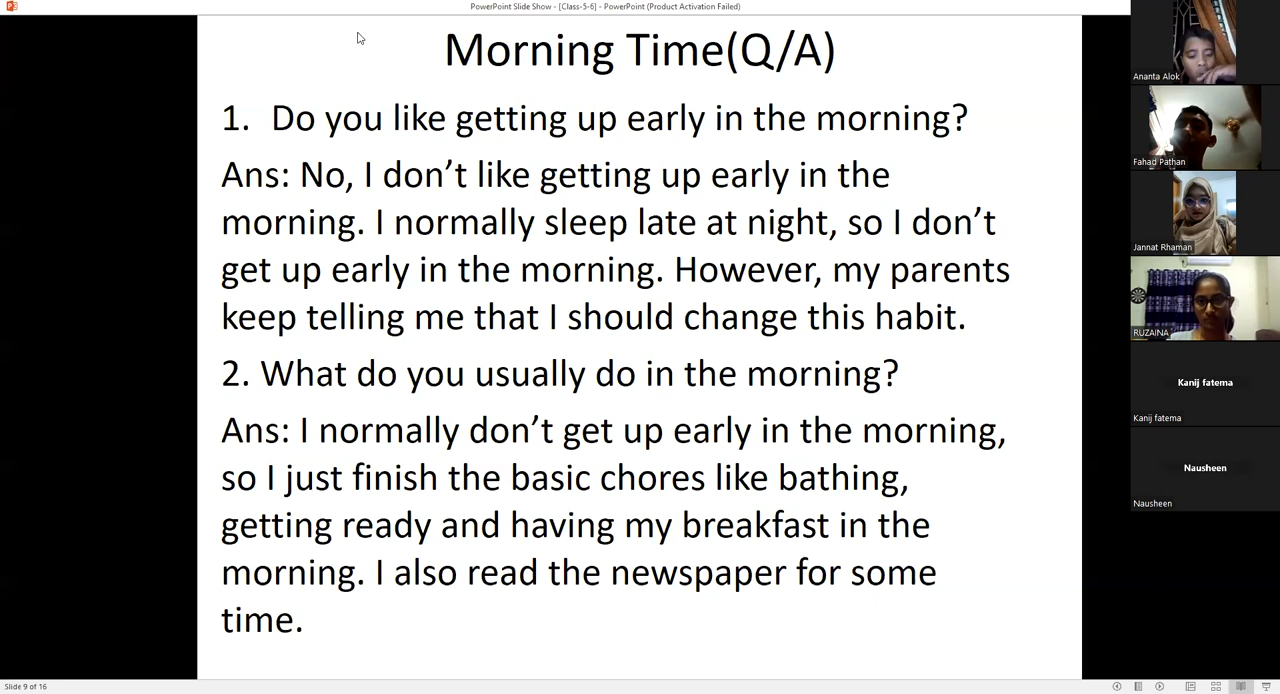 PowerPoint Slide Show - [Class-5-6] - PowerPoint (Product Activation Failed)
Morning Time(Q/A)
1. Do you like getting up early in the morning?
Ans: No, I don’t like getting up early in the
morning. I normally sleep late at night, so I don’t
get up early in the morning. However, my parents
keep telling me that I should change this habit.
2. What do you usually do in the morning?
Ans: I normally don’t get up early in the morning,
so I just finish the basic chores like bathing,
getting ready and having my breakfast in the
morning. I also read the newspaper for some
time.
Slide 9 of 16
Ananta Alok
Fahad Pathan
Jannat Rhaman
RUZAINA
Kanij fatema
Kanij fatema
Nausheen
Nausheen